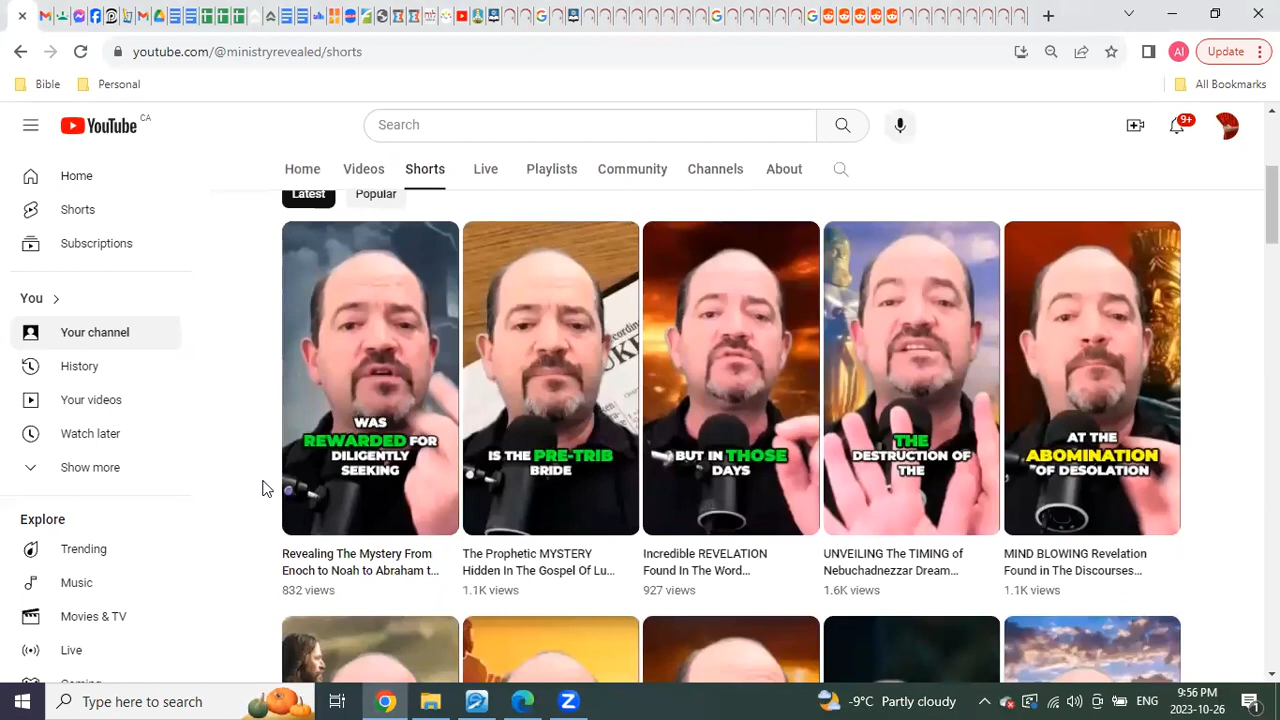 youtube.com/@ministryrevealed/shorts
AI
Update
Bible
Personal
All Bookmarks
YouTube CA
Search
9+
Home
Videos
Shorts
Live
Playlists
Community
Channels
About
Latest
Popular
Home
Shorts
Subscriptions
You
Your channel
History
Your videos
Watch later
Show more
Explore
Trending
Music
Movies & TV
Live
WAS
REWARDED FOR
DILIGENTLY
SEEKING
Revealing The Mystery From
Enoch to Noah to Abraham t...
832 views
IS THE PRE-TRIB
BRIDE
The Prophetic MYSTERY
Hidden In The Gospel Of Lu...
1.1K views
BUT IN THOSE
DAYS
Incredible REVELATION
Found In The Word...
927 views
THE
DESTRUCTION OF
THE
UNVEILING The TIMING of
Nebuchadnezzar Dream...
1.6K views
AT THE
ABOMINATION
OF DESOLATION
MIND BLOWING Revelation
Found in The Discourses...
1.1K views
Type here to search
-9°C Partly cloudy
ENG
9:56 PM
2023-10-26
1